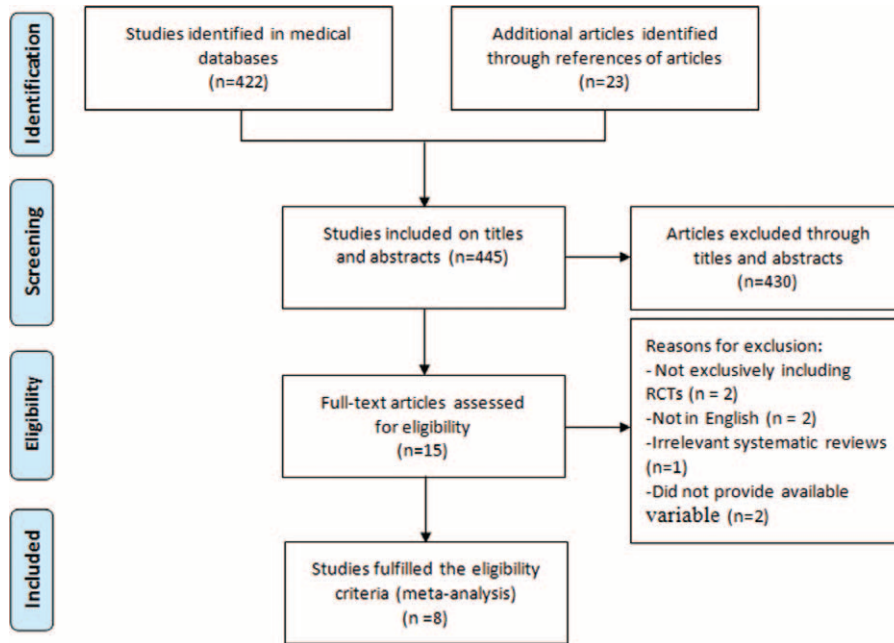 Identification
Studies identified in medical
databases
(n=422)
Additional articles identified
through references of articles
(n=23)
Screening
Studies included on titles
and abstracts (n=445)
Articles excluded through
titles and abstracts
(n=430)
Eligibility
Full-text articles assessed
for eligibility
(n=15)
Reasons for exclusion:
- Not exclusively including
RCTs (n = 2)
-Not in English (n = 2)
-Irrelevant systematic reviews
(n=1)
-Did not provide available
variable (n=2)
Included
Studies fulfilled the eligibility
criteria (meta-analysis)
(n =8)